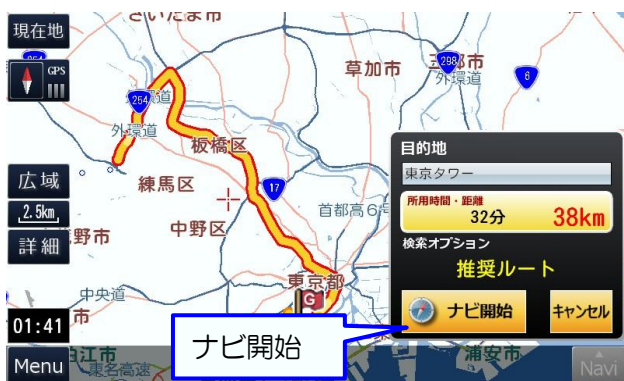 さいたま市
現在地
GPS
254
外環道
外環道
板橋区
練馬区
草加市
298
外環道
6
17
広域
2.5km
詳細
中野区
首都高6号
野市
中央道
市
東京都
G
01:41
Menu
江市
東名高速
浦安市
Navi
目的地
東京タワー
所用時間・距離
32分
38km
検索オプション
推奨ルート
ナビ開始
キャンセル
ナビ開始